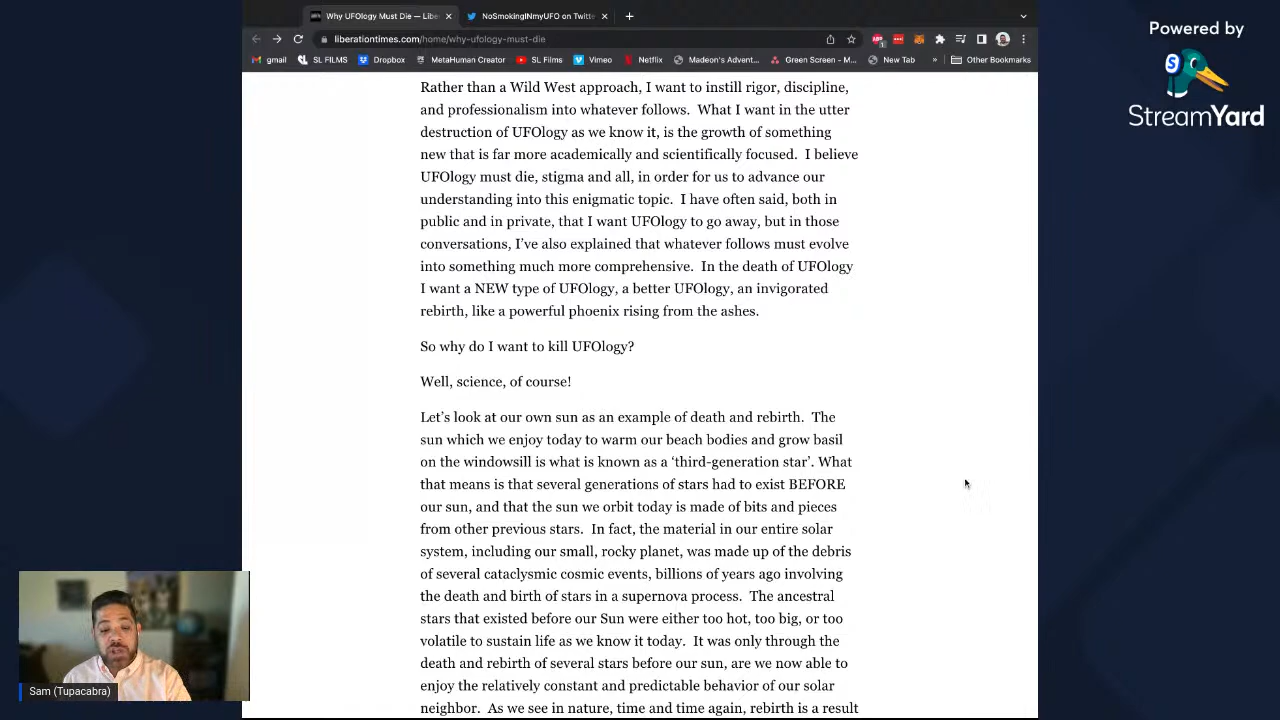 Why UFOlogy Must Die — Libe
NoSmokingINmyUFO on Twitte
liberationtimes.com/home/why-ufology-must-die
gmail
SL FILMS
Dropbox
MetaHuman Creator
SL Films
Vimeo
Netflix
Madeon's Advent...
Green Screen - M...
New Tab
»
Other Bookmarks
Powered by
S
StreamYard
Rather than a Wild West approach, I want to instill rigor, discipline,
and professionalism into whatever follows. What I want in the utter
destruction of UFOlogy as we know it, is the growth of something
new that is far more academically and scientifically focused. I believe
UFOlogy must die, stigma and all, in order for us to advance our
understanding into this enigmatic topic. I have often said, both in
public and in private, that I want UFOlogy to go away, but in those
conversations, I've also explained that whatever follows must evolve
into something much more comprehensive. In the death of UFOlogy
I want a NEW type of UFOlogy, a better UFOlogy, an invigorated
rebirth, like a powerful phoenix rising from the ashes.
So why do I want to kill UFOlogy?
Well, science, of course!
Let's look at our own sun as an example of death and rebirth. The
sun which we enjoy today to warm our beach bodies and grow basil
on the windowsill is what is known as a 'third-generation star'. What
that means is that several generations of stars had to exist BEFORE
our sun, and that the sun we orbit today is made of bits and pieces
from other previous stars. In fact, the material in our entire solar
system, including our small, rocky planet, was made up of the debris
of several cataclysmic cosmic events, billions of years ago involving
the death and birth of stars in a supernova process. The ancestral
stars that existed before our Sun were either too hot, too big, or too
volatile to sustain life as we know it today. It was only through the
death and rebirth of several stars before our sun, are we now able to
enjoy the relatively constant and predictable behavior of our solar
neighbor. As we see in nature, time and time again, rebirth is a result
Sam (Tupacabra)